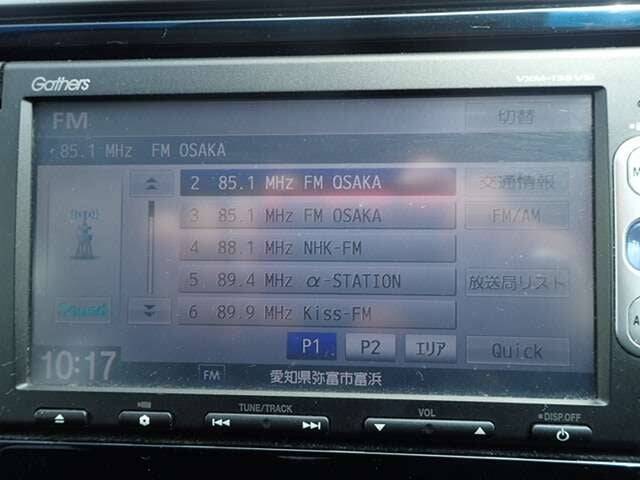 Gathers
FM
切替
85.1 MHz FM OSAKA
2 85.1 MHz FM OSAKA
交通情報
3 85.1 MHz FM OSAKA
FM/AM
4 88.1 MHz NHK-FM
5 89.4 MHz α-STATION
放送局リスト
6 89.9 MHz Kiss-FM
Sound
P1 P2 エリア Quick
10:17
FM 愛知県弥富市富浜
TUNE/TRACK
VOL
DISP.OFF